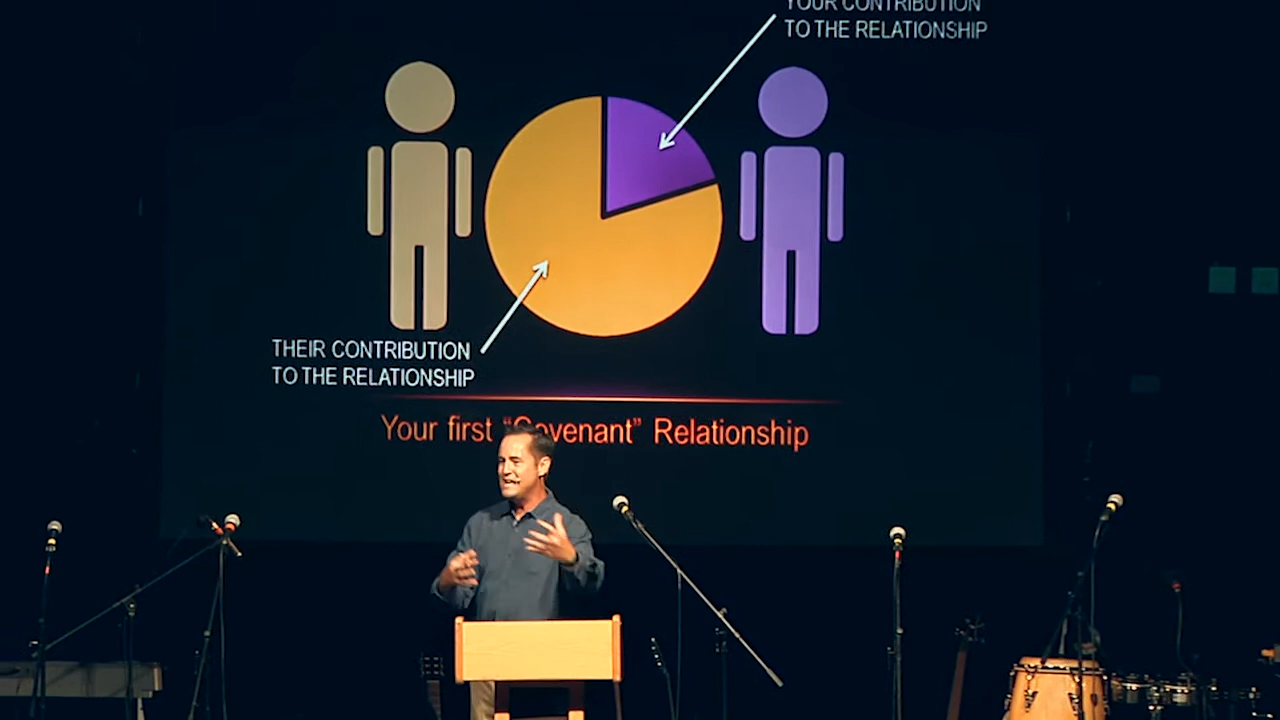 YOUR CONTRIBUTION
TO THE RELATIONSHIP
THEIR CONTRIBUTION
TO THE RELATIONSHIP
Your first “Covenant” Relationship